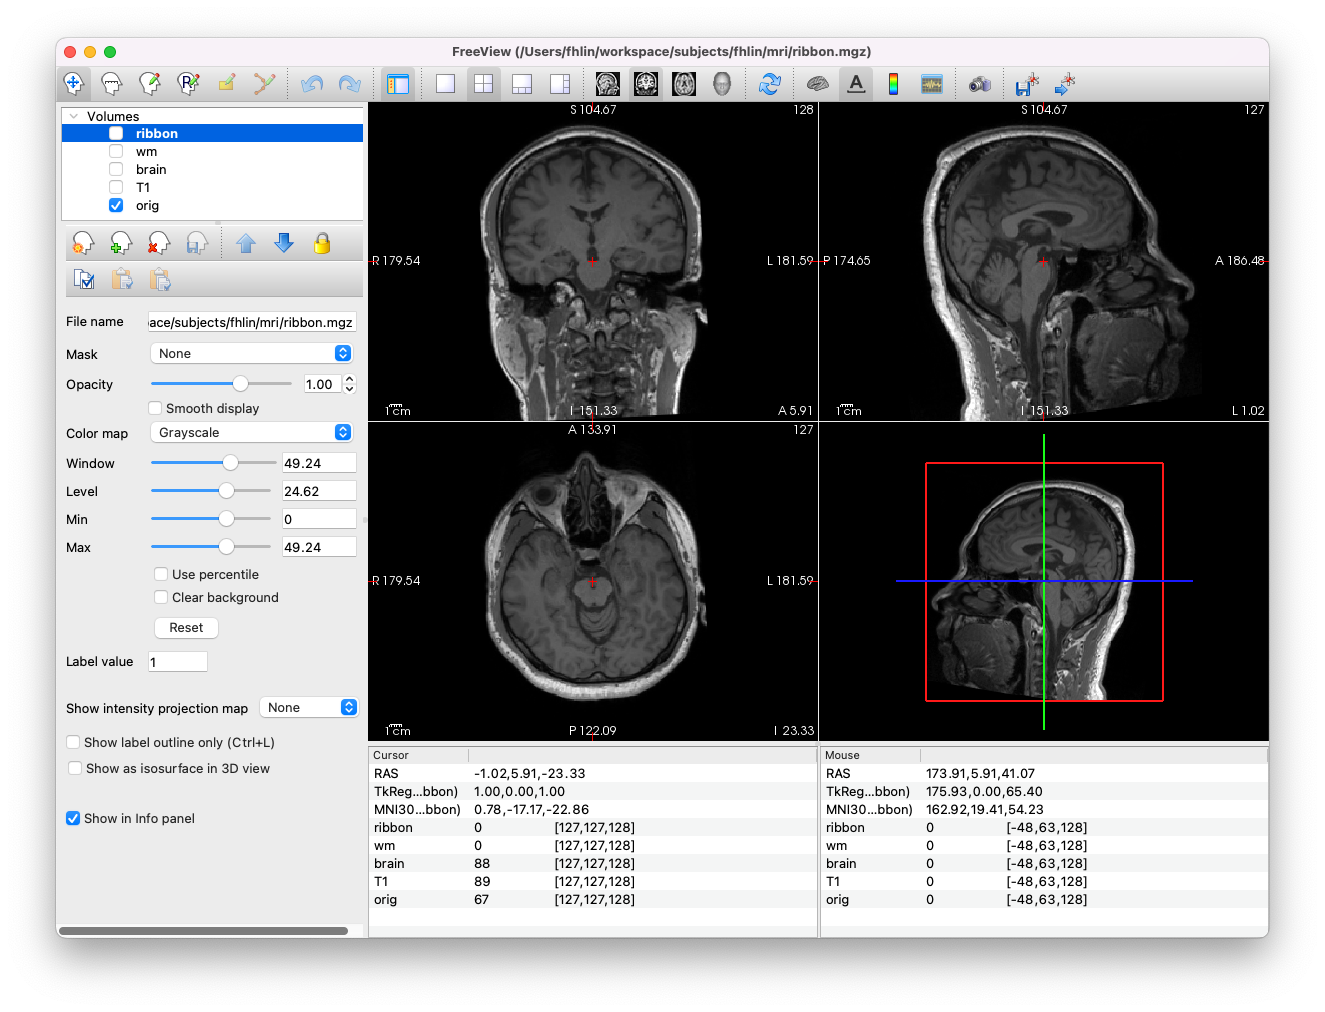 FreeView (/Users/fhlin/workspace/subjects/fhlin/mri/ribbon.mgz)
R
A
Volumes
ribbon
wm
brain
T1
orig
File name pace/subjects/fhlin/mri/ribbon.mgz
Mask None
Opacity 1.00
Smooth display
Color map Grayscale
Window 49.24
Level 24.62
Min 0
Max 49.24
Use percentile
Clear background
Reset
Label value 1
Show intensity projection map None
Show label outline only (Ctrl+L)
Show as isosurface in 3D view
Show in Info panel
S 104.67 128
R 179.54 L 181.59
1 cm I 151.33 A 5.91
S 104.67 127
P 174.65 A 186.48
1 cm I 151.33 L 1.02
A 133.91 127
R 179.54 L 181.59
1 cm P 122.09 I 23.33
Cursor
RAS -1.02,5.91,-23.33
TkReg...bbon) 1.00,0.00,1.00
MNI30...bbon) 0.78,-17.17,-22.86
ribbon 0 [127,127,128]
wm 0 [127,127,128]
brain 88 [127,127,128]
T1 89 [127,127,128]
orig 67 [127,127,128]
Mouse
RAS 173.91,5.91,41.07
TkReg...bbon) 175.93,0.00,65.40
MNI30...bbon) 162.92,19.41,54.23
ribbon 0 [-48,63,128]
wm 0 [-48,63,128]
brain 0 [-48,63,128]
T1 0 [-48,63,128]
orig 0 [-48,63,128]